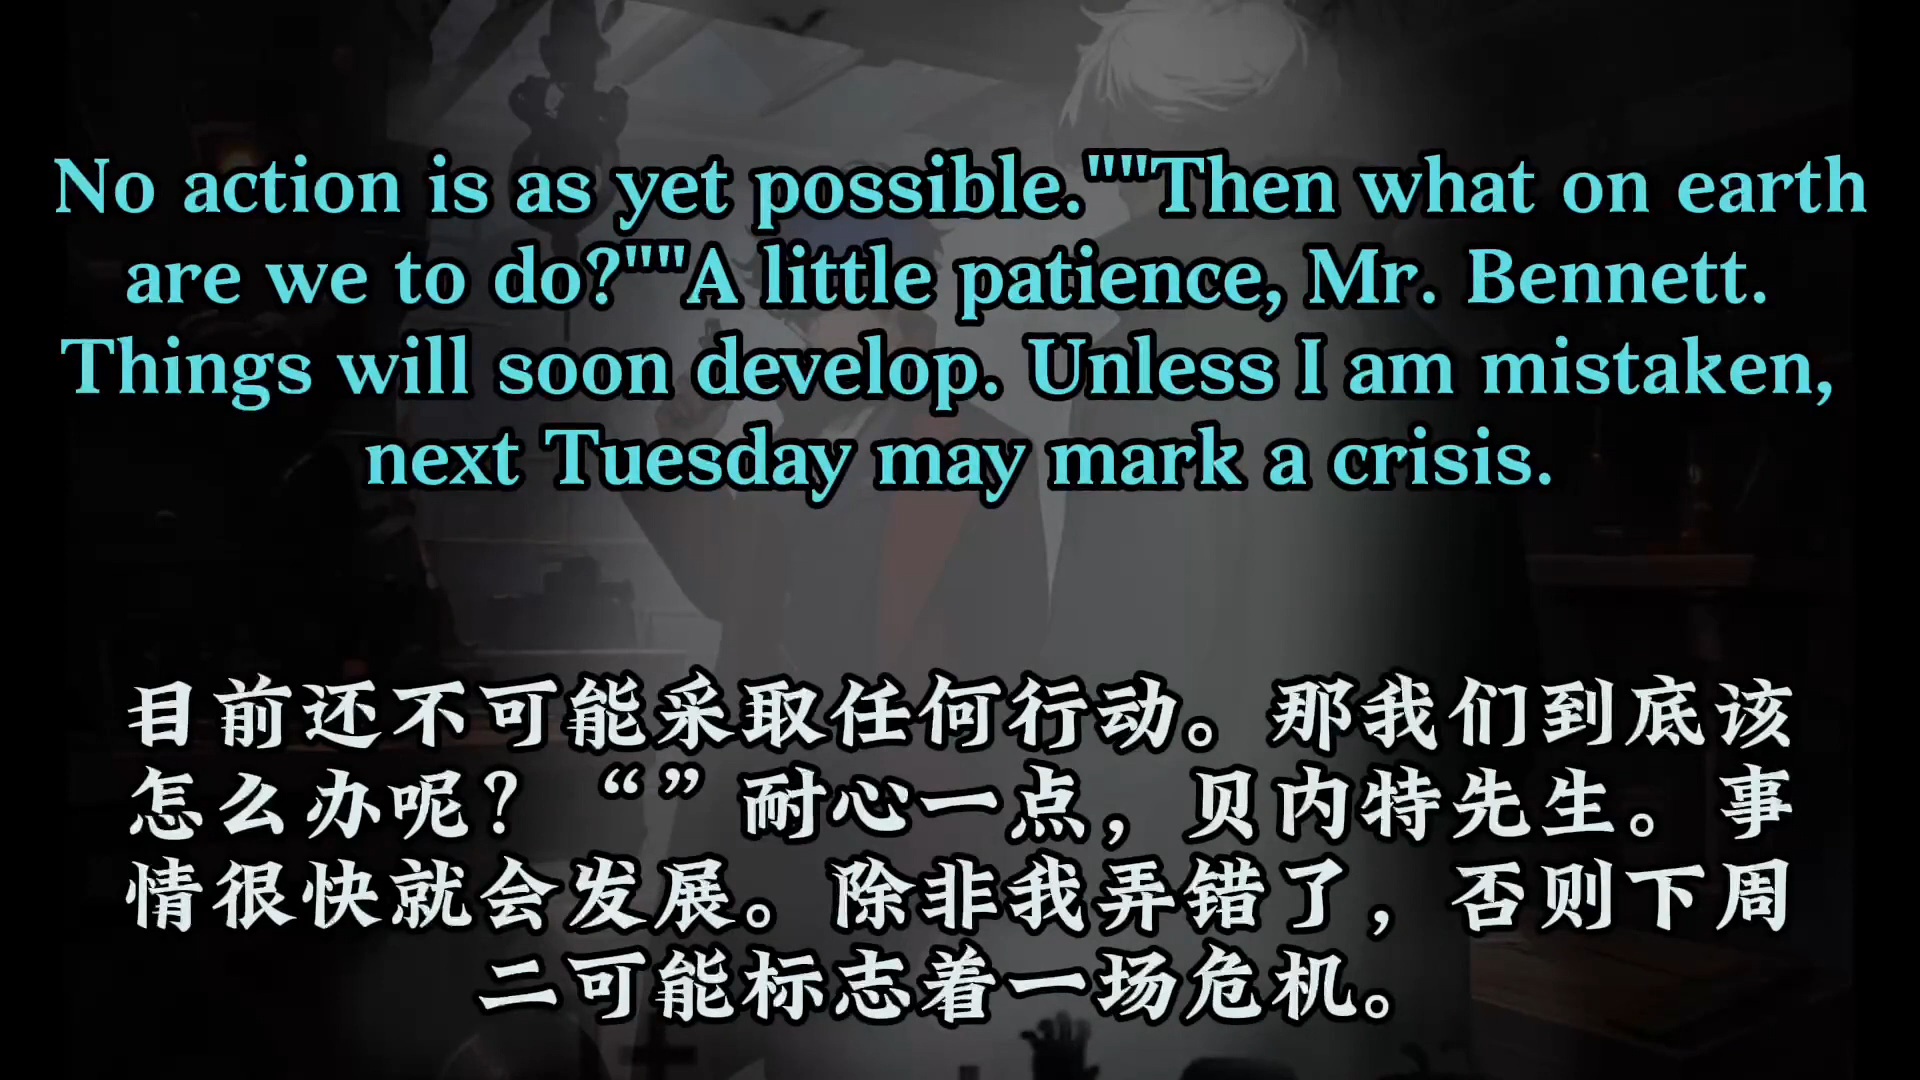 No action is as yet possible.""Then what on earth
are we to do?""A little patience, Mr. Bennett.
Things will soon develop. Unless I am mistaken,
next Tuesday may mark a crisis.
目前还不可能采取任何行动。那我们到底该
怎么办呢？“”耐心一点，贝内特先生。事
情很快就会发展。除非我弄错了，否则下周
二可能标志着一场危机。